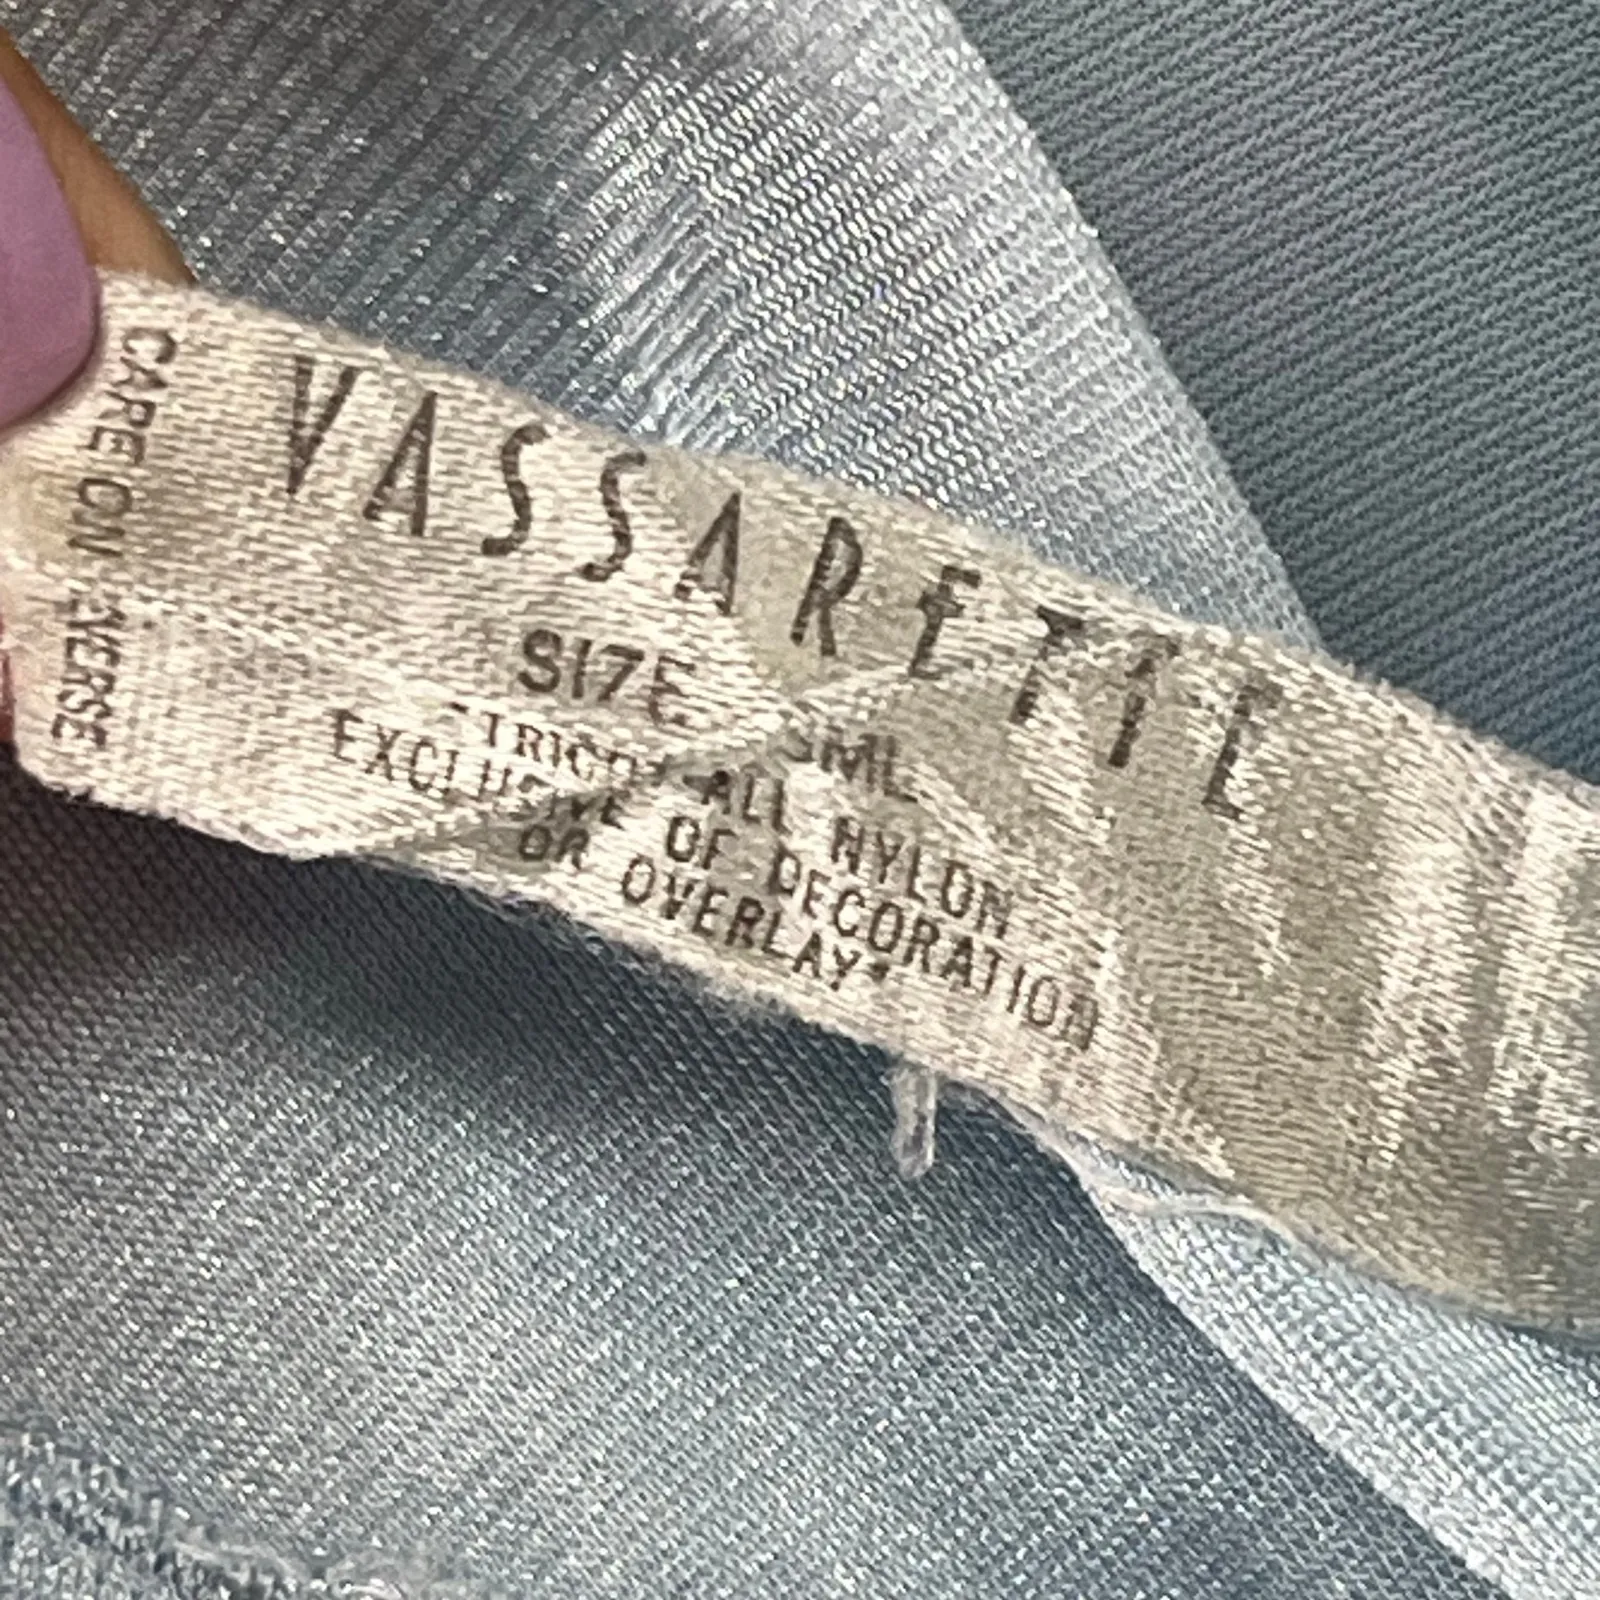 VASSARETTE
SIZE SML
"TRICOT-ALL NYLON
EXCLUSIVE OF DECORATION
OR OVERLAY"
CARE ON
REVERSE